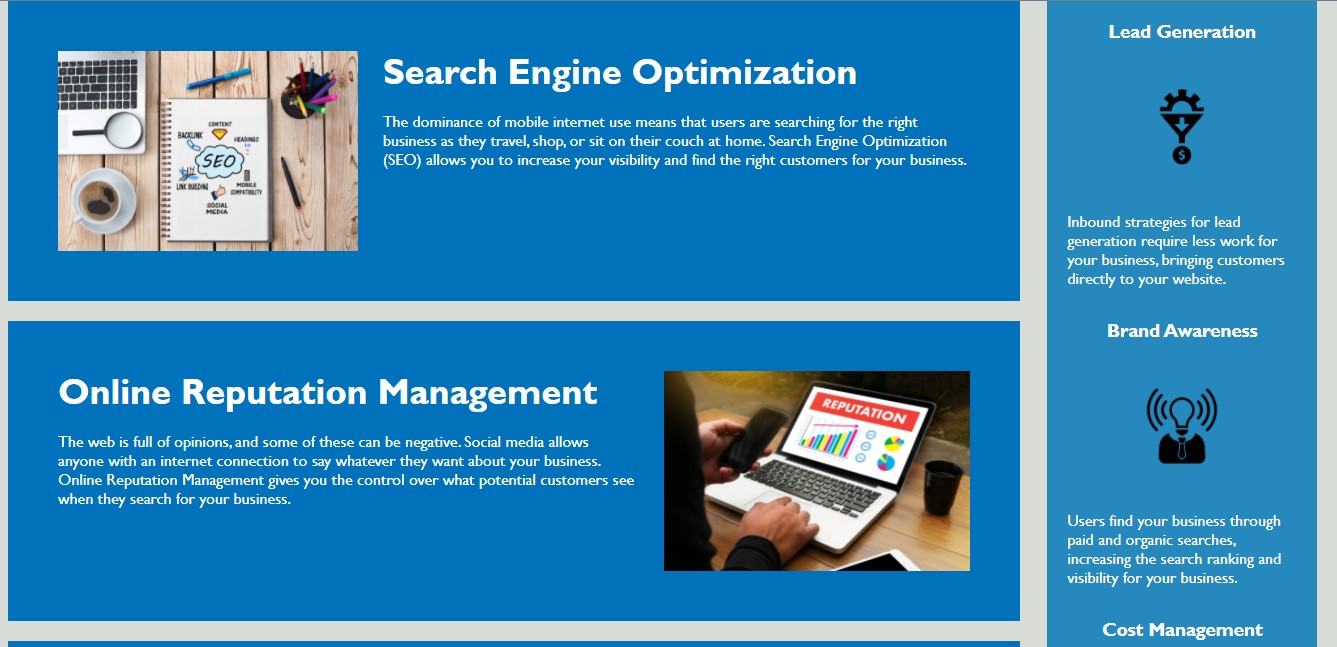 Search Engine Optimization
The dominance of mobile internet use means that users are searching for the right
business as they travel, shop, or sit on their couch at home. Search Engine Optimization
(SEO) allows you to increase your visibility and find the right customers for your business.
CONTENT
BACKLINK
HEADINGS
SEO
LINK BUILDING
MOBILE
COMPATIBILITY
SOCIAL
MEDIA
Online Reputation Management
The web is full of opinions, and some of these can be negative. Social media allows
anyone with an internet connection to say whatever they want about your business.
Online Reputation Management gives you the control over what potential customers see
when they search for your business.
REPUTATION
Lead Generation
$
Inbound strategies for lead
generation require less work for
your business, bringing customers
directly to your website.
Brand Awareness
Users find your business through
paid and organic searches,
increasing the search ranking and
visibility for your business.
Cost Management